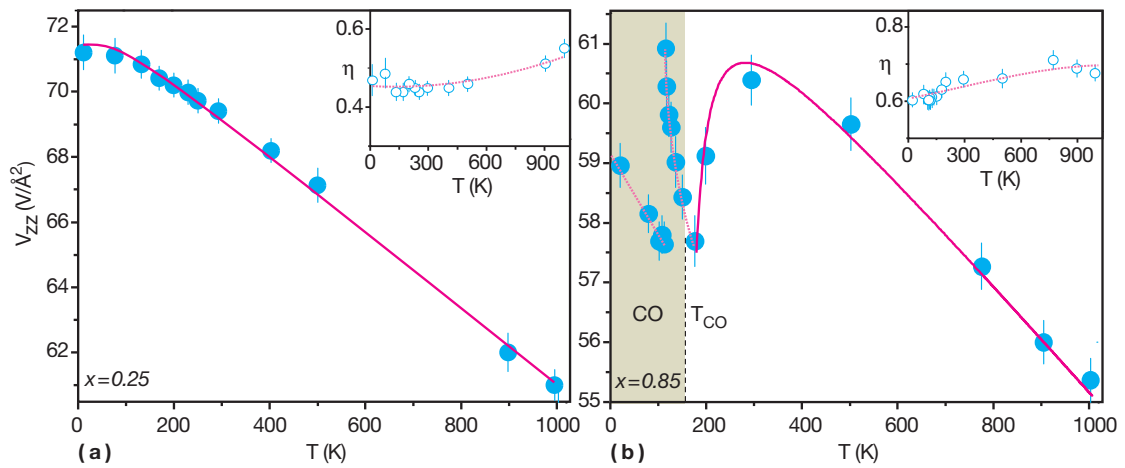 72
70
68
66
64
62
V_ZZ (V/Å²)
0 200 400 600 800 1000
T (K)
x=0.25
(a)
0.6
η
0.4
0 300 600 900
T (K)
61
60
59
58
57
56
55
CO
T_CO
x=0.85
0 200 400 600 800 1000
T (K)
(b)
0.8
η
0.6
0 300 600 900
T (K)